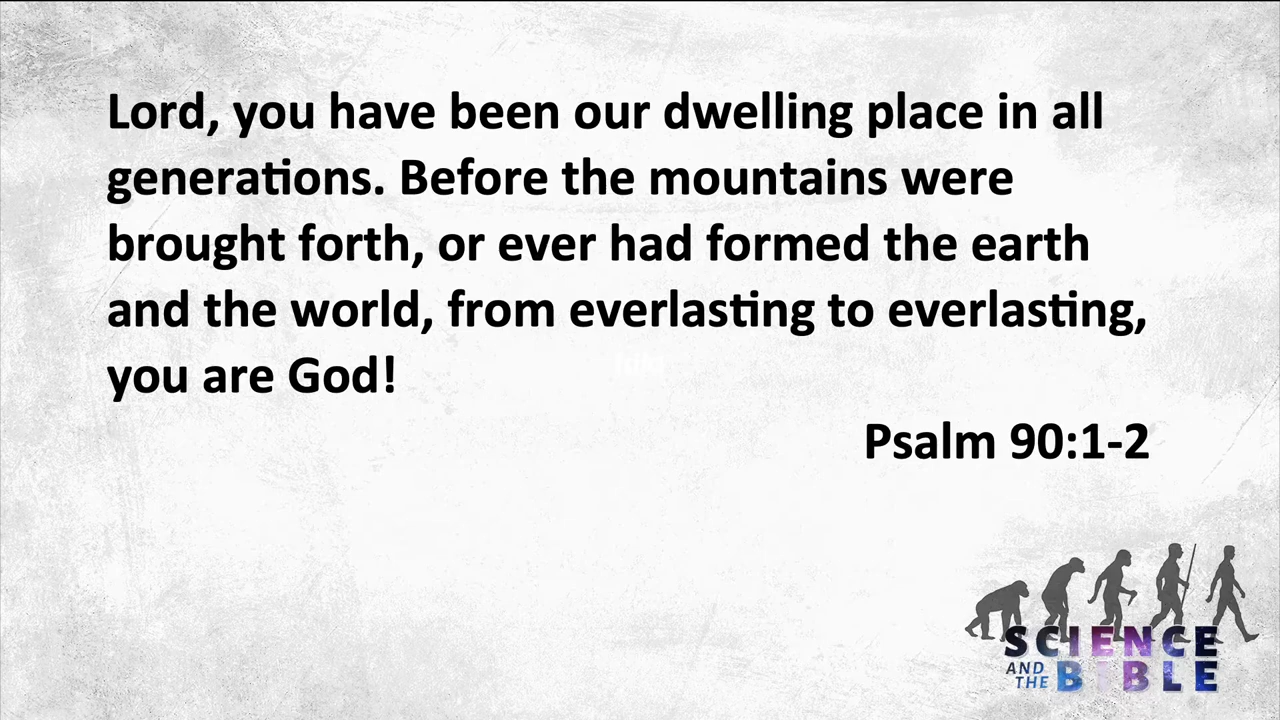 Lord, you have been our dwelling place in all
generations. Before the mountains were
brought forth, or ever had formed the earth
and the world, from everlasting to everlasting,
you are God!
Psalm 90:1-2
SCIENCE
AND THE BIBLE